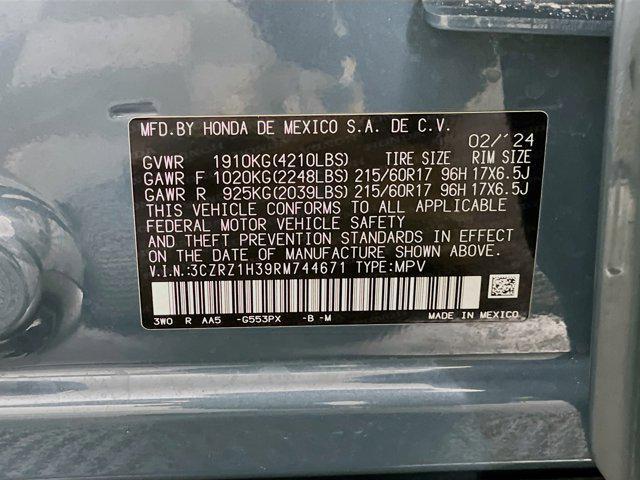 MFD.BY HONDA DE MEXICO S.A. DE C.V.
02/'24
GVWR 1910KG(4210LBS) TIRE SIZE RIM SIZE
GAWR F 1020KG(2248LBS) 215/60R17 96H 17X6.5J
GAWR R 925KG(2039LBS) 215/60R17 96H 17X6.5J
THIS VEHICLE CONFORMS TO ALL APPLICABLE
FEDERAL MOTOR VEHICLE SAFETY
AND THEFT PREVENTION STANDARDS IN EFFECT
ON THE DATE OF MANUFACTURE SHOWN ABOVE.
V.I.N:3CZRZ1H39RM744671 TYPE:MPV
3W0 R AA5 -G553PX -B -M MADE IN MEXICO